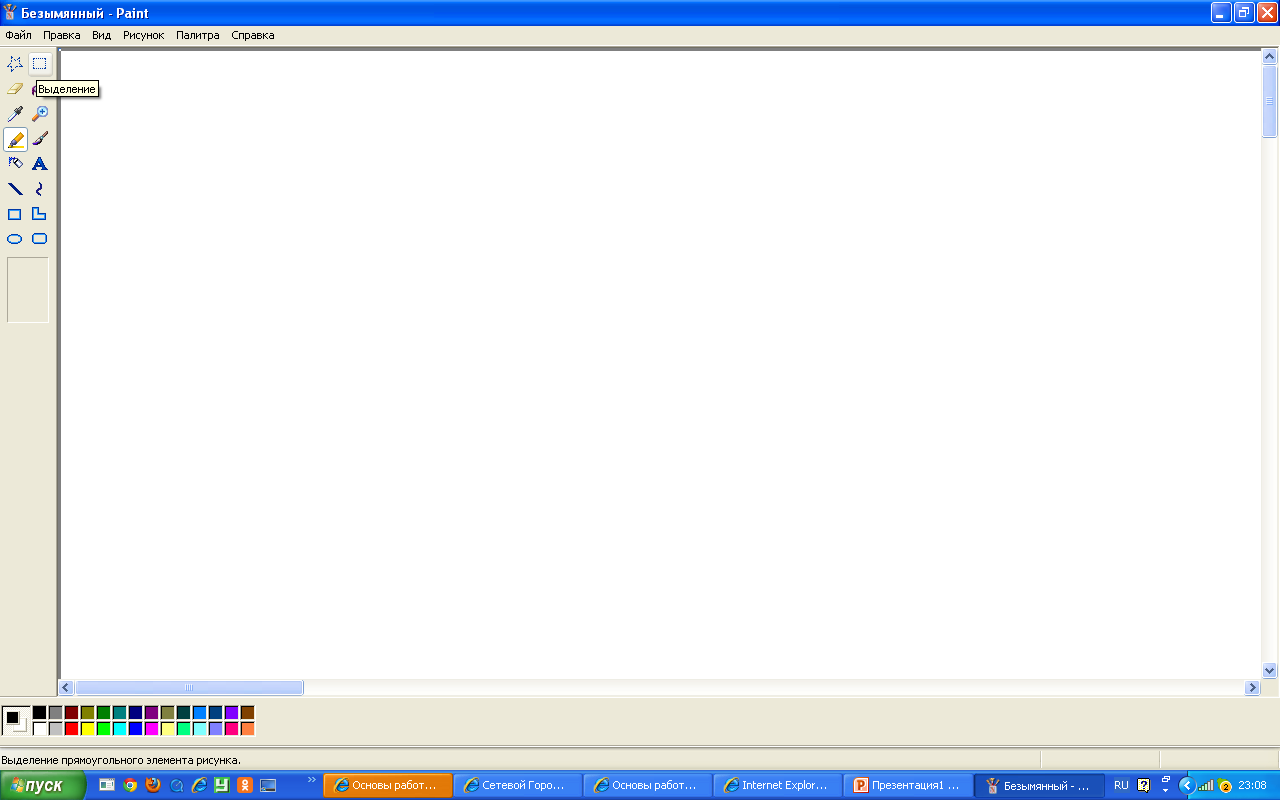 Безымянный - Paint
Файл Правка Вид Рисунок Палитра Справка
Выделение
Выделение прямоугольного элемента рисунка.
пуск
Основы работ...
Сетевой Горо...
Основы работ...
Internet Explor...
Презентация1 ...
Безымянный - ...
RU
2
23:08